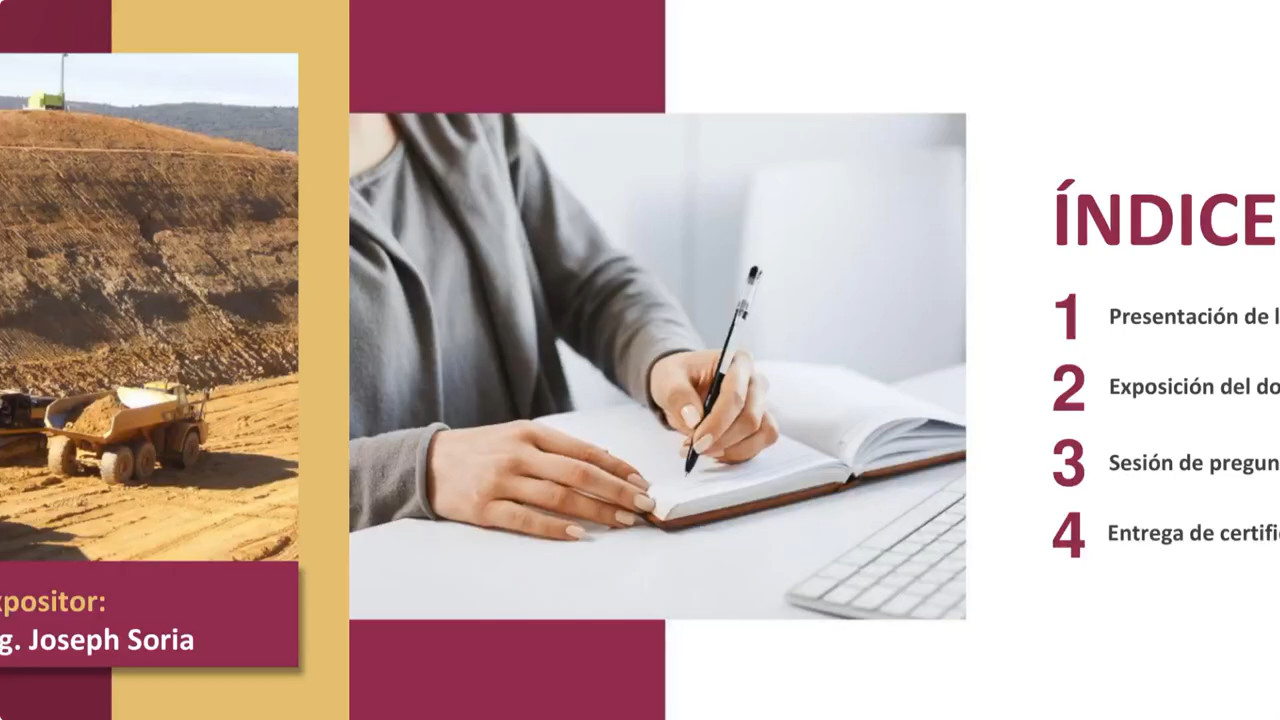 xpositor:
g. Joseph Soria
ÍNDICE
1 Presentación de l
2 Exposición del do
3 Sesión de pregun
4 Entrega de certifi